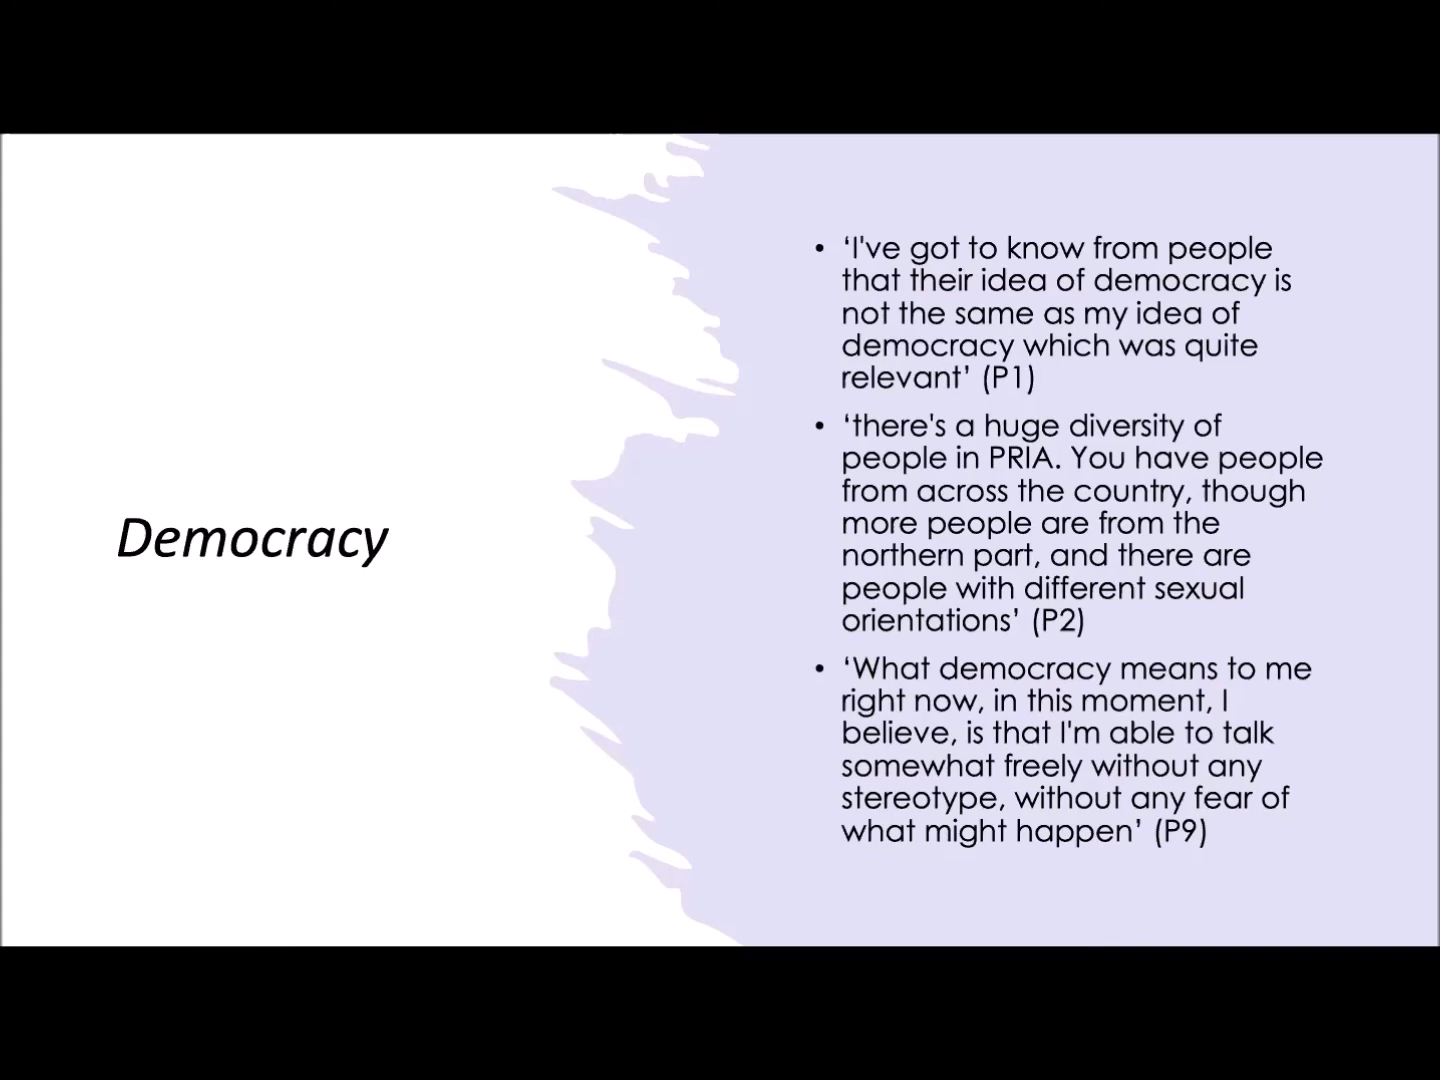 Democracy
• ‘I've got to know from people
that their idea of democracy is
not the same as my idea of
democracy which was quite
relevant’ (P1)
• ‘there's a huge diversity of
people in PRIA. You have people
from across the country, though
more people are from the
northern part, and there are
people with different sexual
orientations’ (P2)
• ‘What democracy means to me
right now, in this moment, I
believe, is that I'm able to talk
somewhat freely without any
stereotype, without any fear of
what might happen’ (P9)